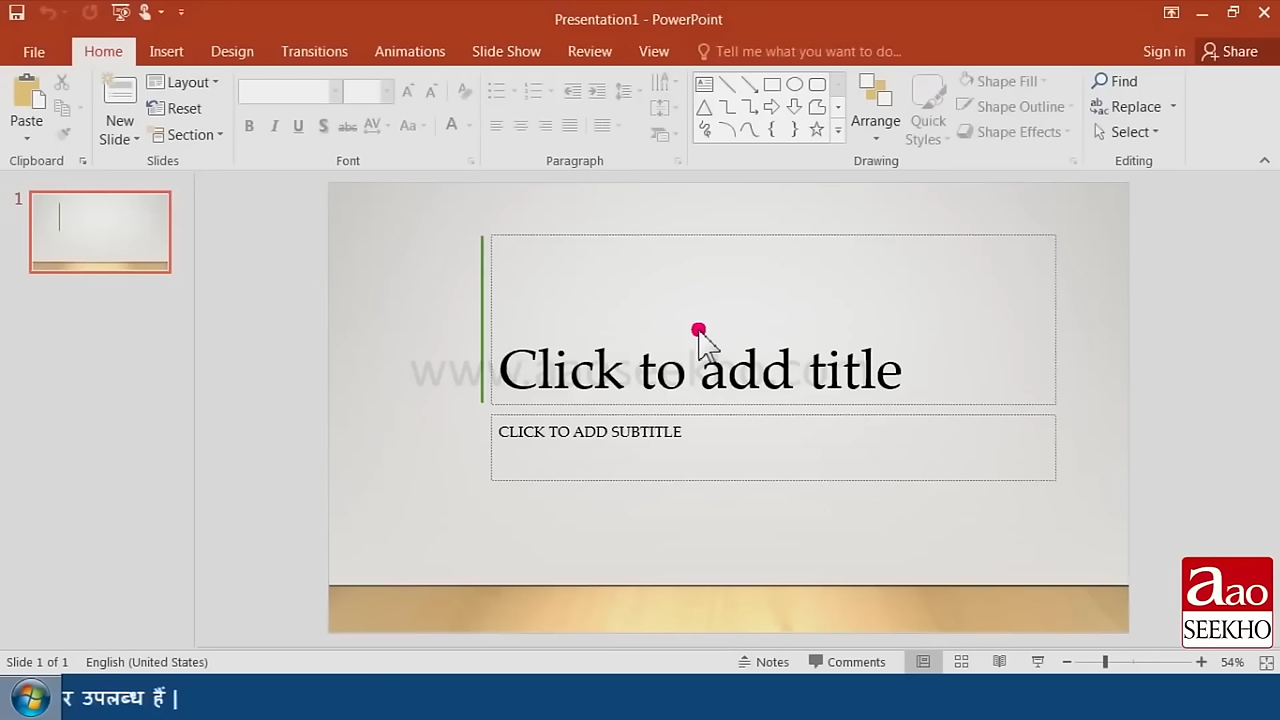 Presentation1 - PowerPoint
File Home Insert Design Transitions Animations Slide Show Review View Tell me what you want to do... Sign in Share
Paste
Clipboard
New Slide
Layout
Reset
Section
Slides
Font
Paragraph
Arrange
Quick Styles
Shape Fill
Shape Outline
Shape Effects
Drawing
Find
Replace
Select
Editing
1
Click to add title
CLICK TO ADD SUBTITLE
aao
SEEKHO
Slide 1 of 1 English (United States) Notes Comments 54%
र उपलब्ध हैं |